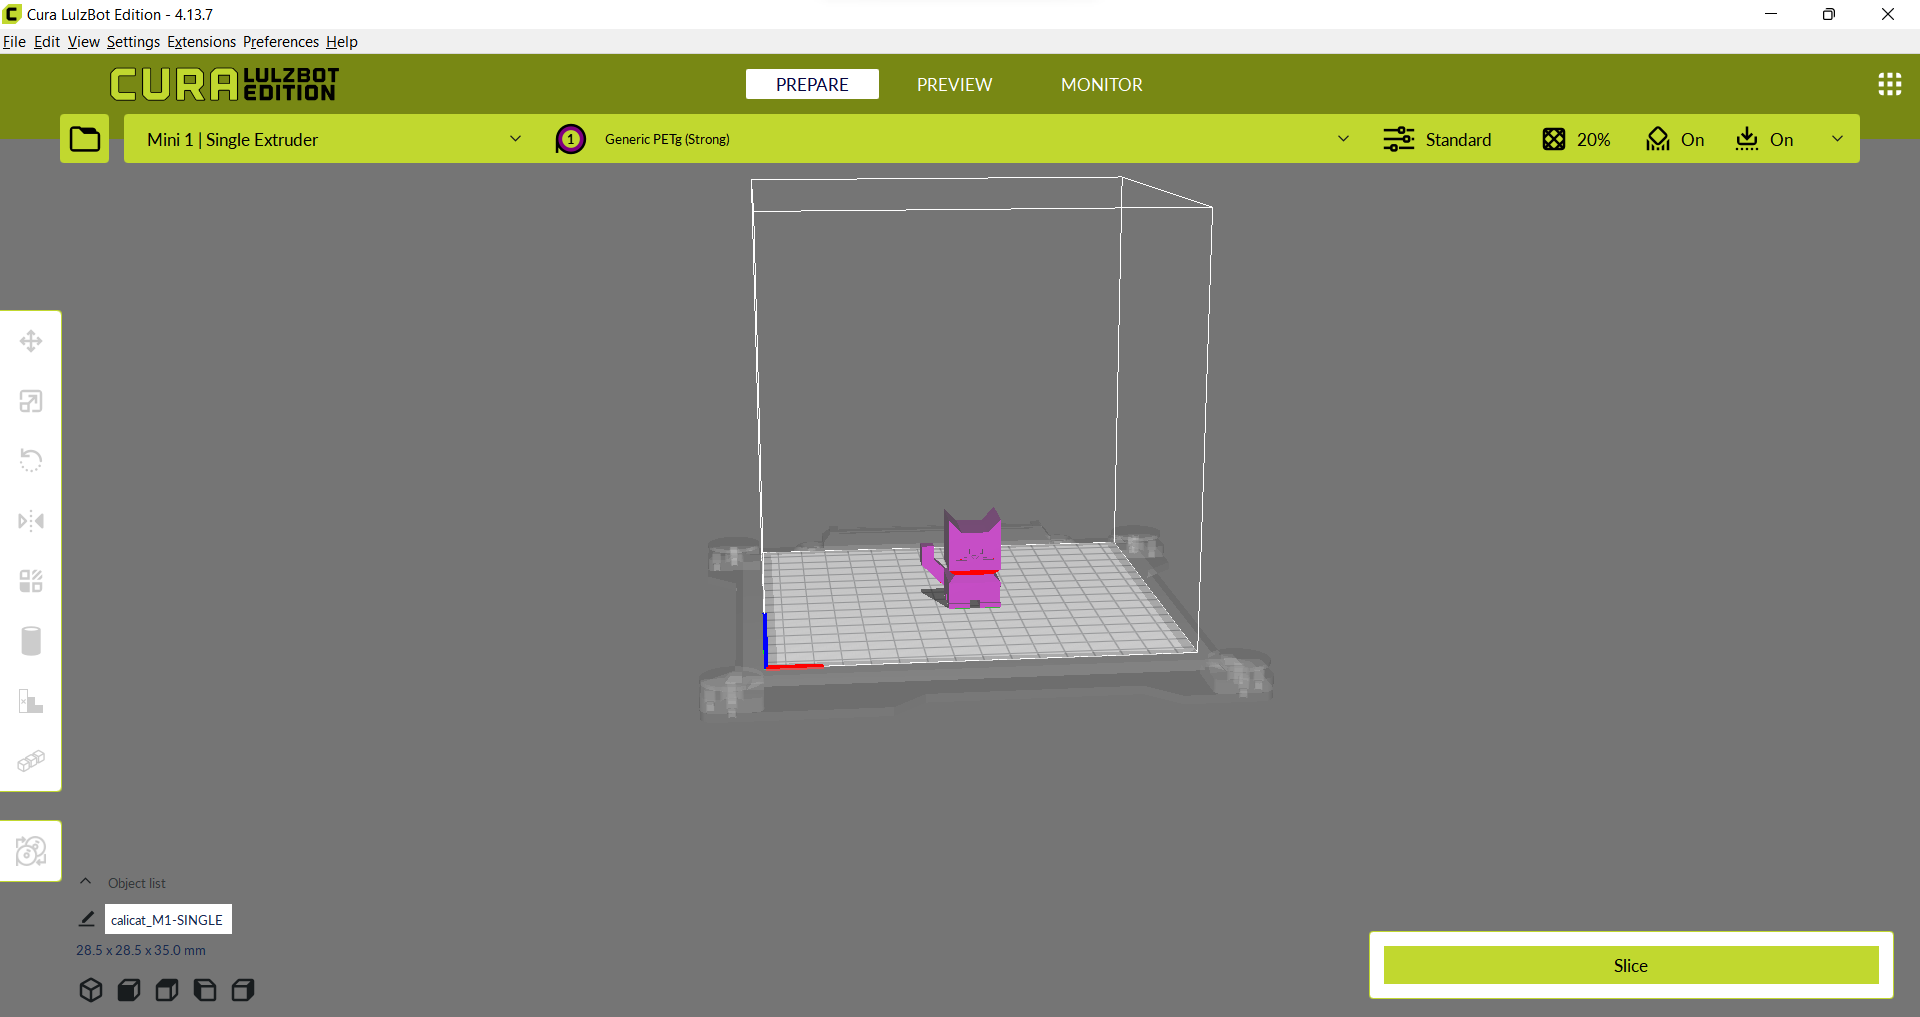 Cura LulzBot Edition - 4.13.7
File Edit View Settings Extensions Preferences Help
CURA LULZBOT EDITION
PREPARE PREVIEW MONITOR
Mini 1 | Single Extruder 1 Generic PETg (Strong) Standard 20% On On
Object list
calicat_M1-SINGLE
28.5 x 28.5 x 35.0 mm
Slice